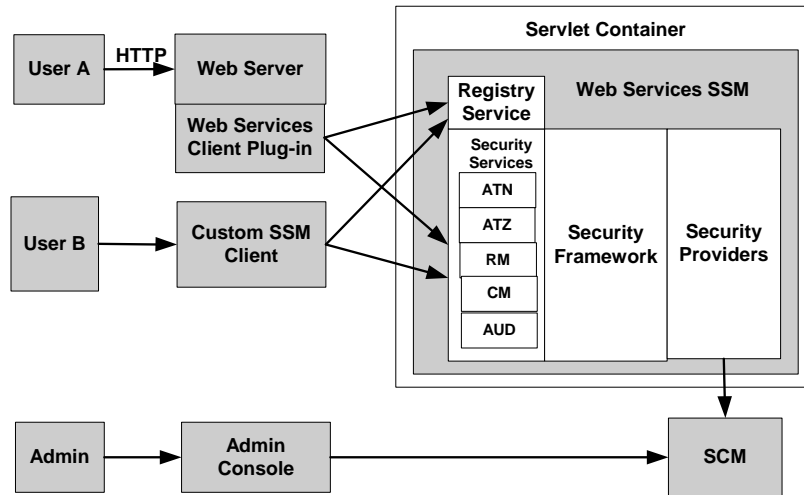 Servlet Container
User A
HTTP
Web Server
Web Services
Client Plug-in
Registry
Service
Web Services SSM
Security
Services
ATN
ATZ
RM
CM
AUD
Security
Framework
Security
Providers
User B
Custom SSM
Client
Admin
Admin
Console
SCM